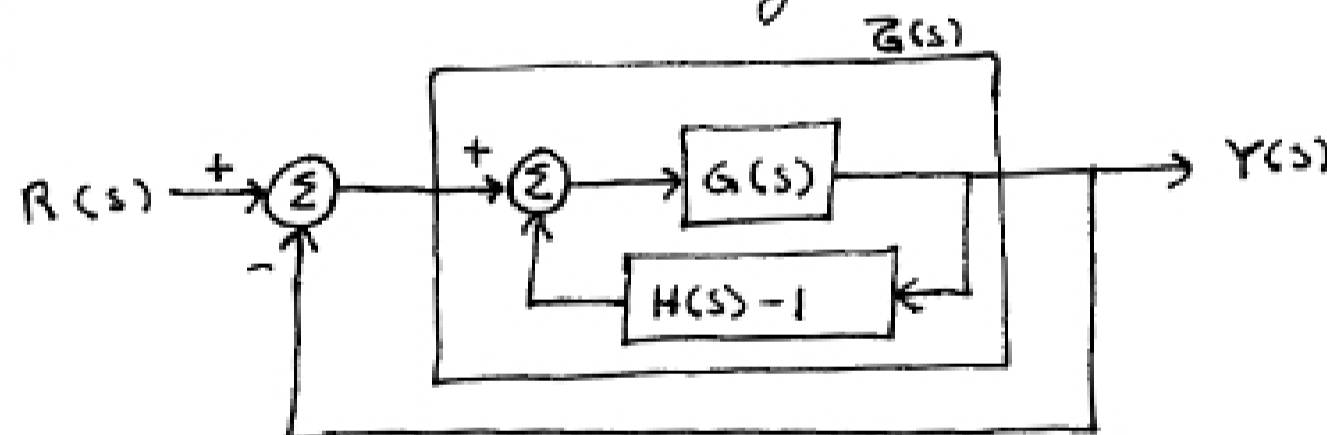 G̅(s)
+
+
R(s)
Σ
Σ
G(s)
Y(s)
-
H(s)-1